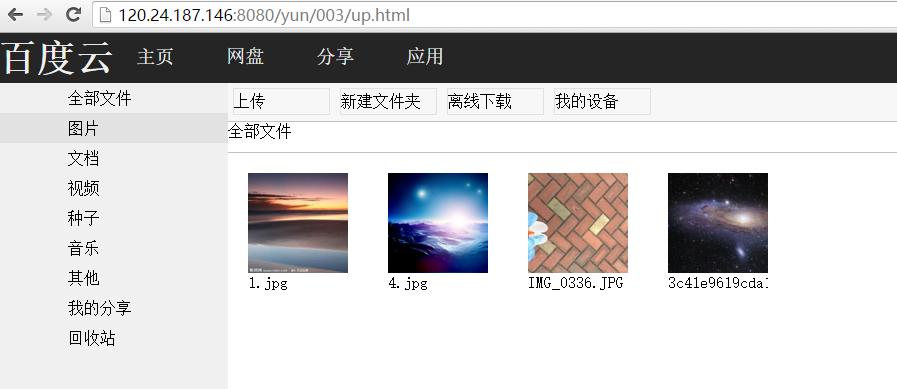 120.24.187.146:8080/yun/003/up.html
百度云 主页 网盘 分享 应用
全部文件
图片
文档
视频
种子
音乐
其他
我的分享
回收站
上传 新建文件夹 离线下载 我的设备
全部文件
1.jpg 4.jpg IMG_0336.JPG 3c41e9619cda1